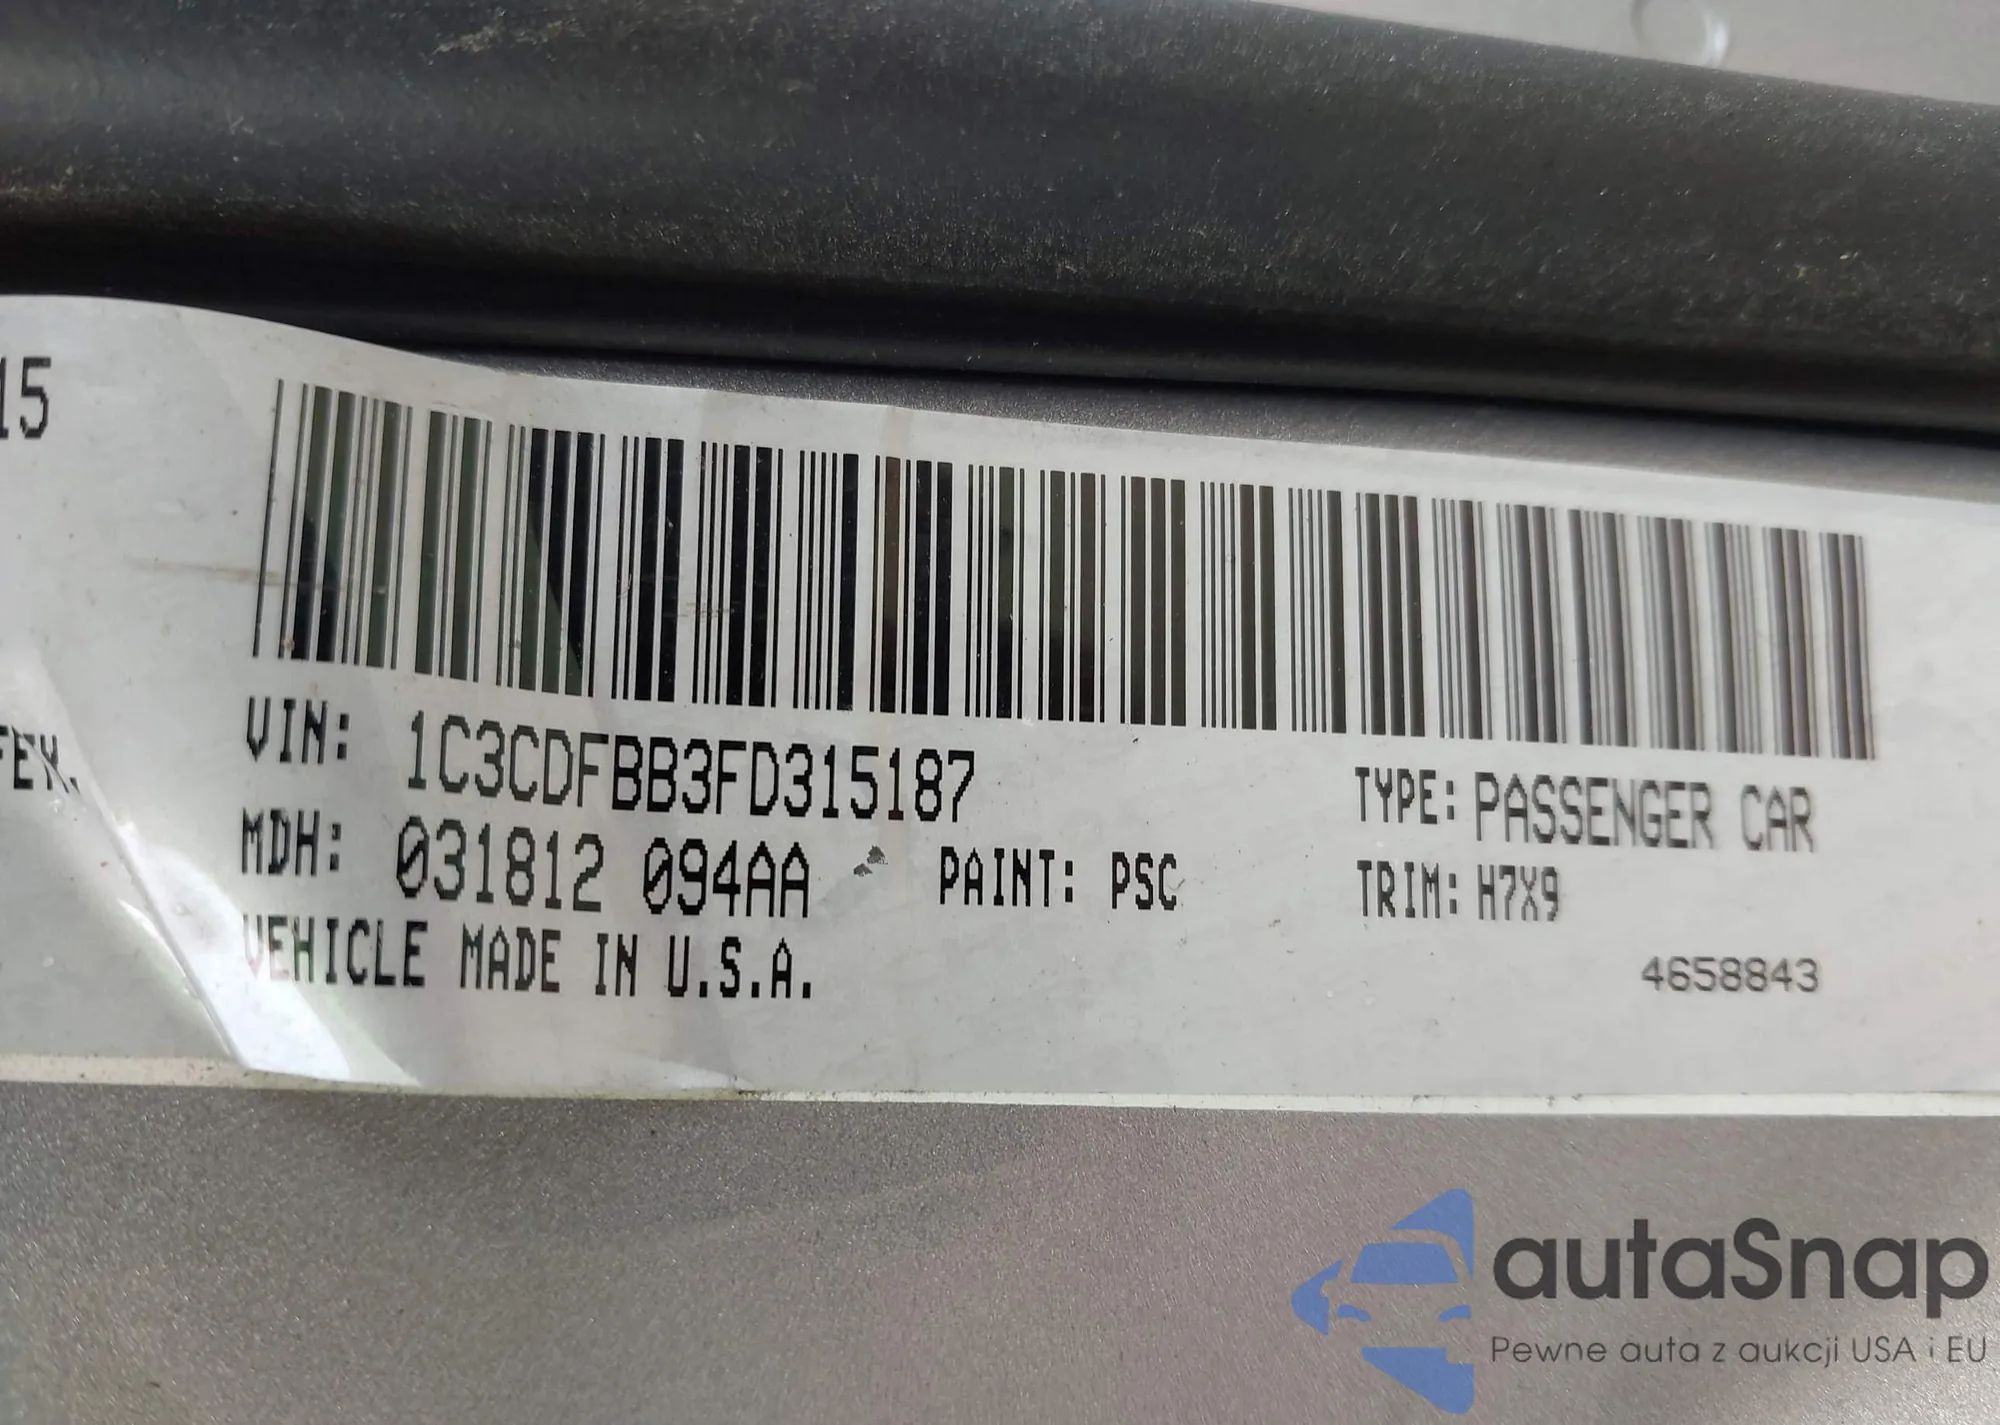 15
VIN: 1C3CDFBB3FD315187
TYPE: PASSENGER CAR
MDH: 031812 094AA
PAINT: PSC
TRIM: H7X9
VEHICLE MADE IN U.S.A.
4658843
autaSnap
Pewne auta z aukcji USA i EU